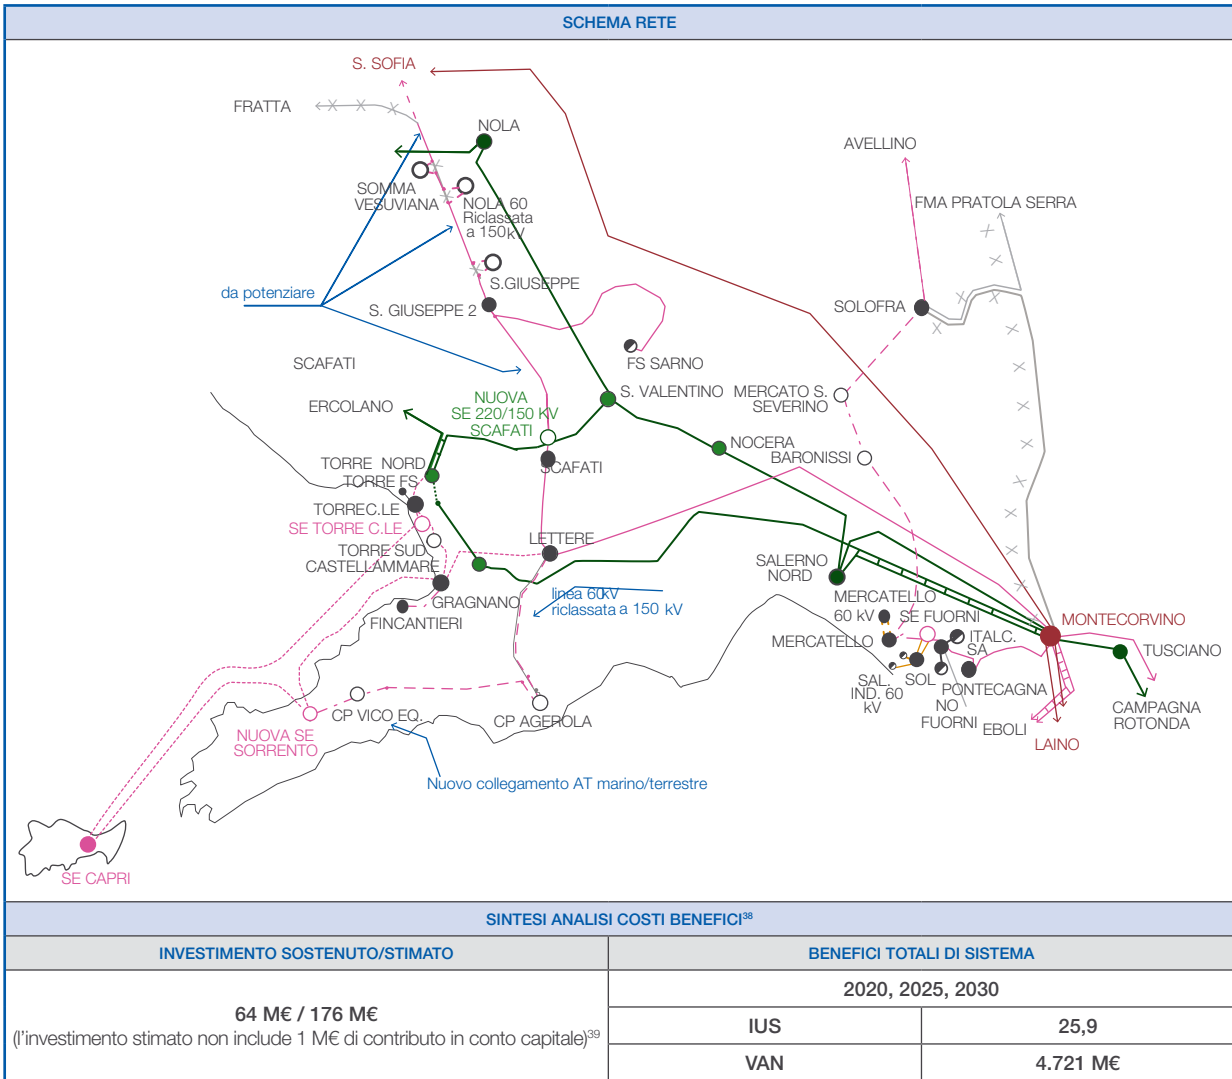 SCHEMA RETE
S. SOFIA
FRATTA
NOLA
AVELLINO
SOMMA
VESUVIANA
NOLA 60
Riclassata
a 150kV
FMA PRATOLA SERRA
S.GIUSEPPE
da potenziare
S. GIUSEPPE 2
SOLOFRA
SCAFATI
FS SARNO
NUOVA
SE 220/150 KV
SCAFATI
S. VALENTINO
MERCATO S.
SEVERINO
ERCOLANO
NOCERA
BARONISSI
TORRE NORD
TORRE FS
SCAFATI
TORREC.LE
SE TORRE C.LE
TORRE SUD
CASTELLAMMARE
LETTERE
SALERNO
NORD
GRAGNANO
FINCANTIERI
linea 60kV
riclassata a 150 kV
MERCATELLO
60 kV
SE FUORNI
MERCATELLO
ITALC.
SA
MONTECORVINO
TUSCIANO
SAL.
IND. 60
kV
SOL
PONTECAGNA
NO
FUORNI
EBOLI
CAMPAGNA
ROTONDA
LAINO
CP VICO EQ.
CP AGEROLA
NUOVA SE
SORRENTO
Nuovo collegamento AT marino/terrestre
SE CAPRI
SINTESI ANALISI COSTI BENEFICI³⁸
INVESTIMENTO SOSTENUTO/STIMATO
BENEFICI TOTALI DI SISTEMA
64 M€ / 176 M€
(l'investimento stimato non include 1 M€ di contributo in conto capitale)³⁹
2020, 2025, 2030
IUS
25,9
VAN
4.721 M€